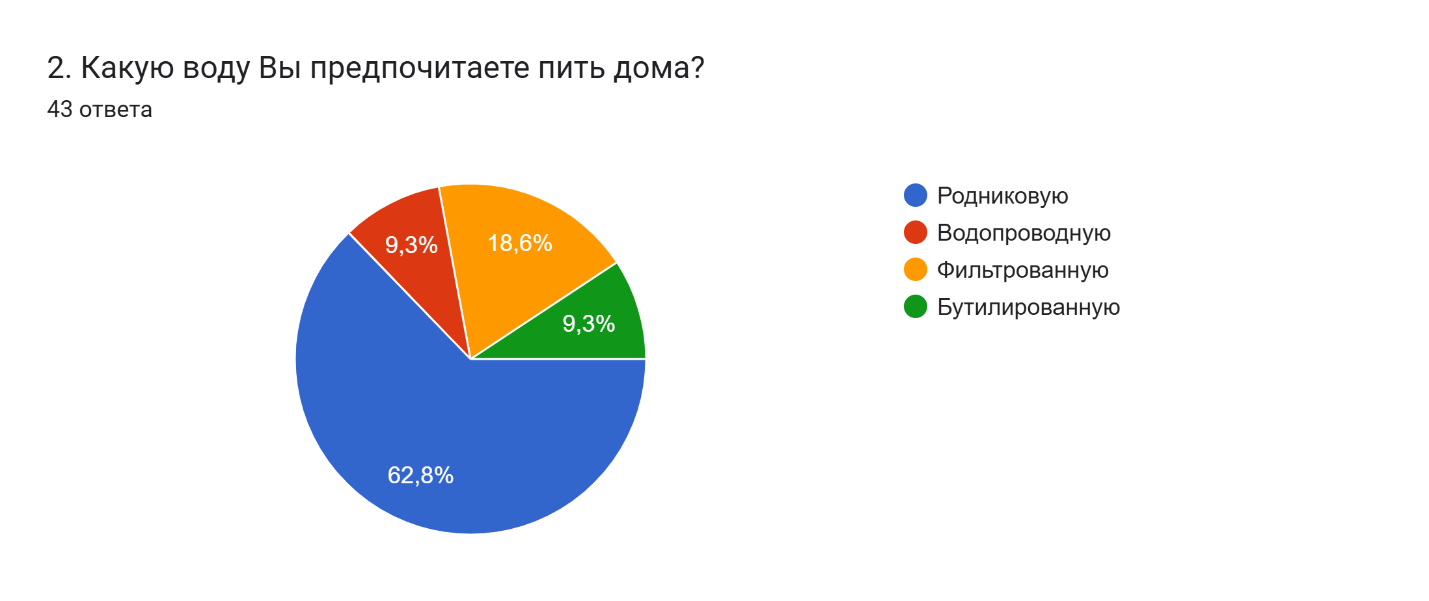 2. Какую воду Вы предпочитаете пить дома?
43 ответа
9,3%
18,6%
9,3%
62,8%
Родниковую
Водопроводную
Фильтрованную
Бутилированную